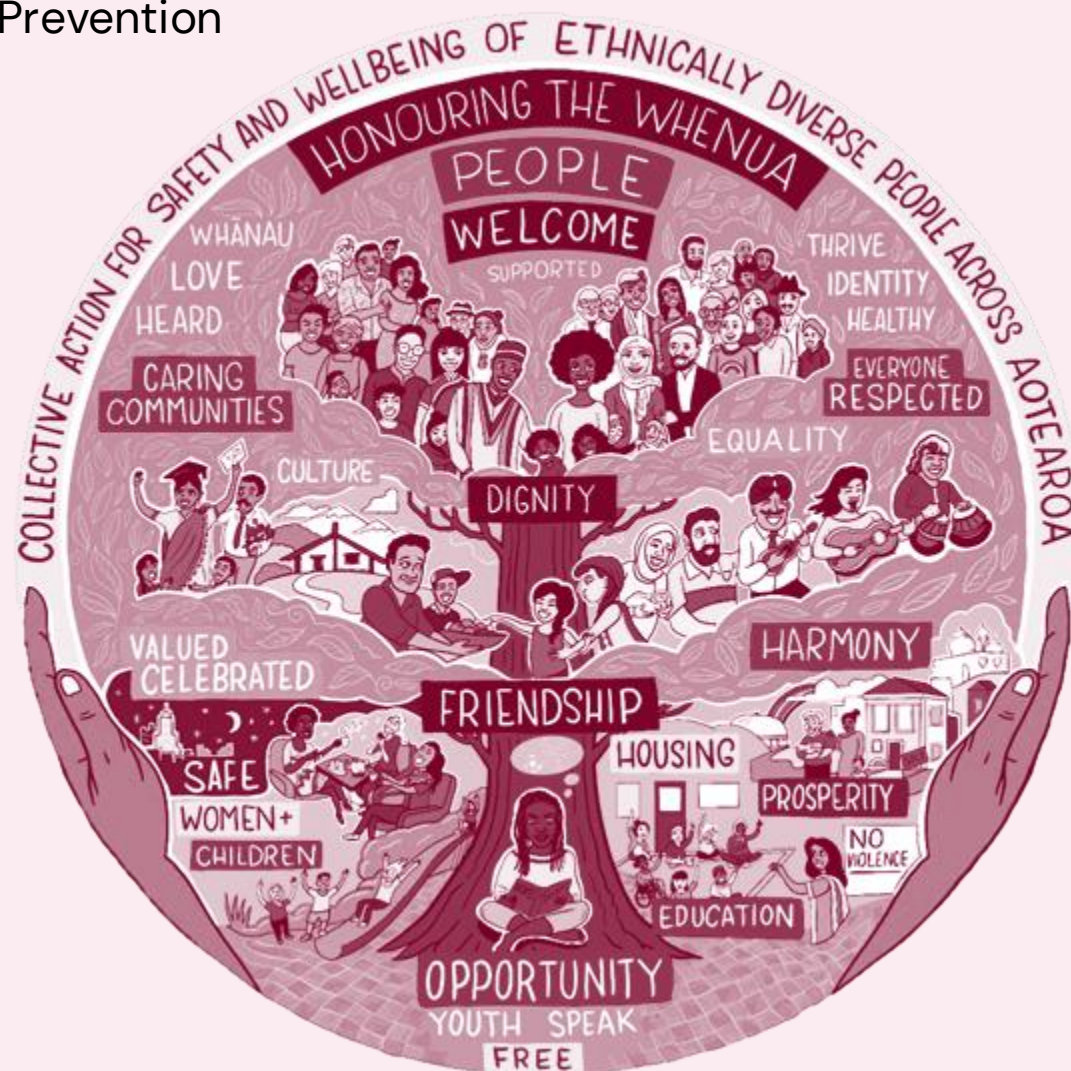 Prevention
COLLECTIVE ACTION FOR SAFETY AND WELLBEING OF ETHNICALLY DIVERSE PEOPLE ACROSS AOTEAROA
HONOURING THE WHENUA
PEOPLE
WELCOME
SUPPORTED
WHĀNAU
LOVE
HEARD
THRIVE
IDENTITY
HEALTHY
CARING
COMMUNITIES
EVERYONE
RESPECTED
EQUALITY
CULTURE
DIGNITY
VALUED
CELEBRATED
HARMONY
FRIENDSHIP
SAFE
WOMEN+
CHILDREN
HOUSING
PROSPERITY
NO
VIOLENCE
EDUCATION
OPPORTUNITY
YOUTH SPEAK
FREE